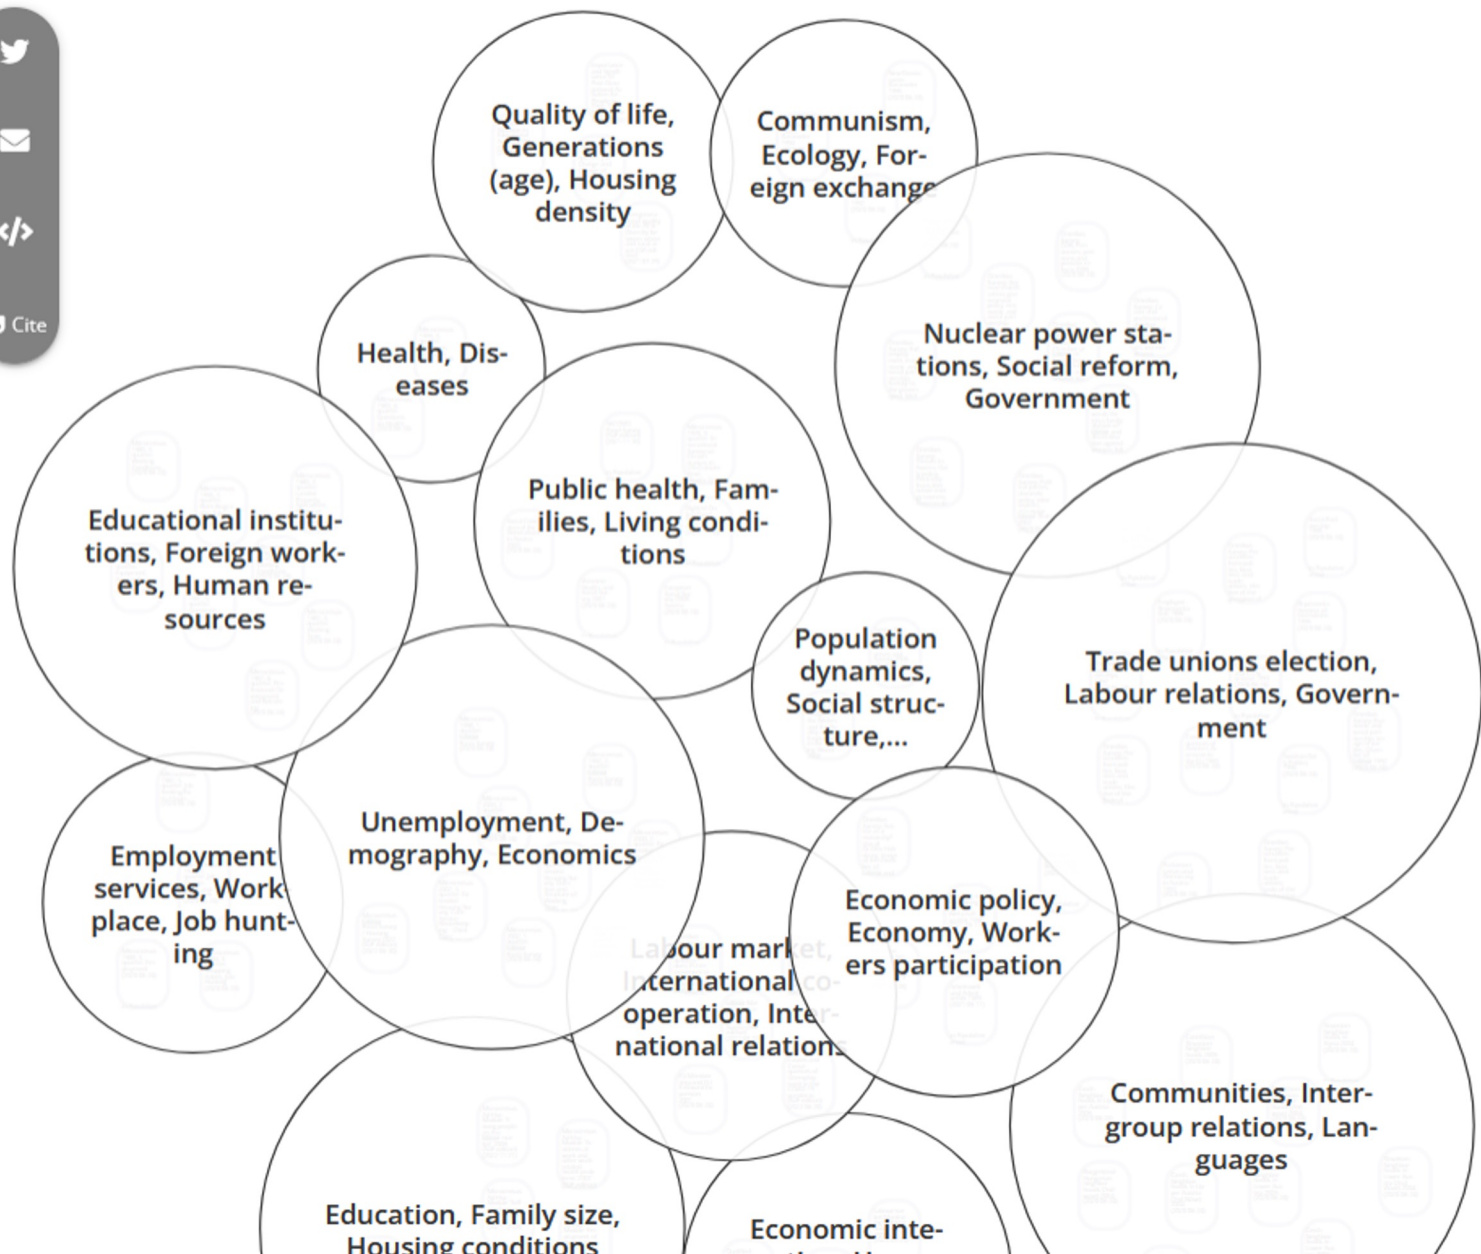 Quality of life,
Generations
(age), Housing
density
Communism,
Ecology, For-
eign exchange
Nuclear power sta-
tions, Social reform,
Government
Cite
Health, Dis-
eases
Educational institu-
tions, Foreign work-
ers, Human re-
sources
Public health, Fam-
ilies, Living condi-
tions
Population
dynamics,
Social struc-
ture,...
Trade unions election,
Labour relations, Govern-
ment
Employment
services, Work
place, Job hunt-
ing
Unemployment, De-
mography, Economics
Labour market,
International co-
operation, Inter-
national relations
Economic policy,
Economy, Work-
ers participation
Communities, Inter-
group relations, Lan-
guages
Education, Family size,
Housing conditions
Economic inte-